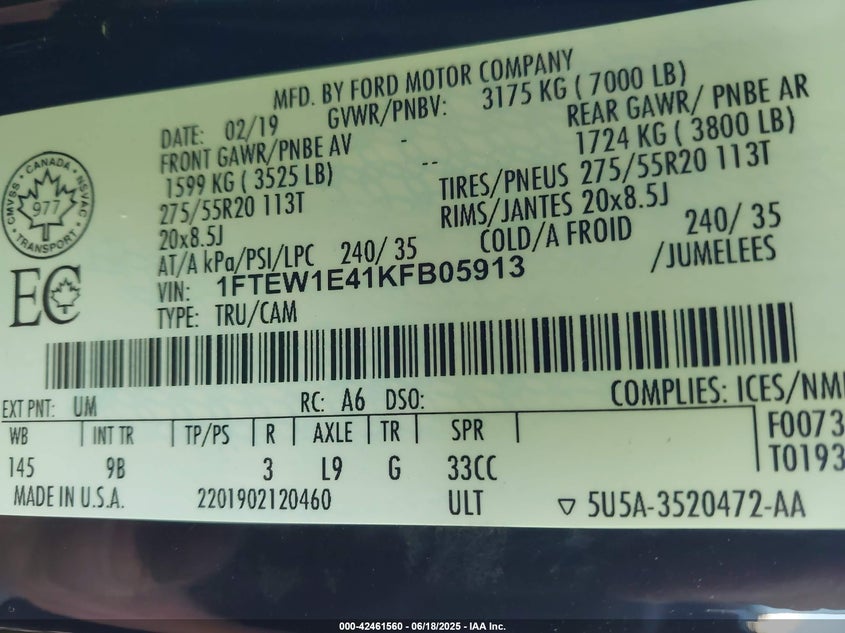 MFD. BY FORD MOTOR COMPANY
DATE: 02/19 GVWR/PNBV: 3175 KG ( 7000 LB)
FRONT GAWR/PNBE AV - REAR GAWR/ PNBE AR
1599 KG ( 3525 LB) -- 1724 KG ( 3800 LB)
275/55R20 113T TIRES/PNEUS 275/55R20 113T
20x8.5J RIMS/JANTES 20x8.5J
AT/A kPa/PSI/LPC 240/ 35 COLD/A FROID 240/ 35
VIN: 1FTEW1E41KFB05913 /JUMELEES
TYPE: TRU/CAM
CMVSS · CANADA · NSVAC
977
TRANSPORT
EC
EXT PNT: UM RC: A6 DSO: COMPLIES: ICES/NM
WB INT TR TP/PS R AXLE TR SPR F0073
145 9B 3 L9 G 33CC T0193
MADE IN U.S.A. 2201902120460 ULT ▽ 5U5A-3520472-AA
000-42461560 - 06/18/2025 - IAA Inc.